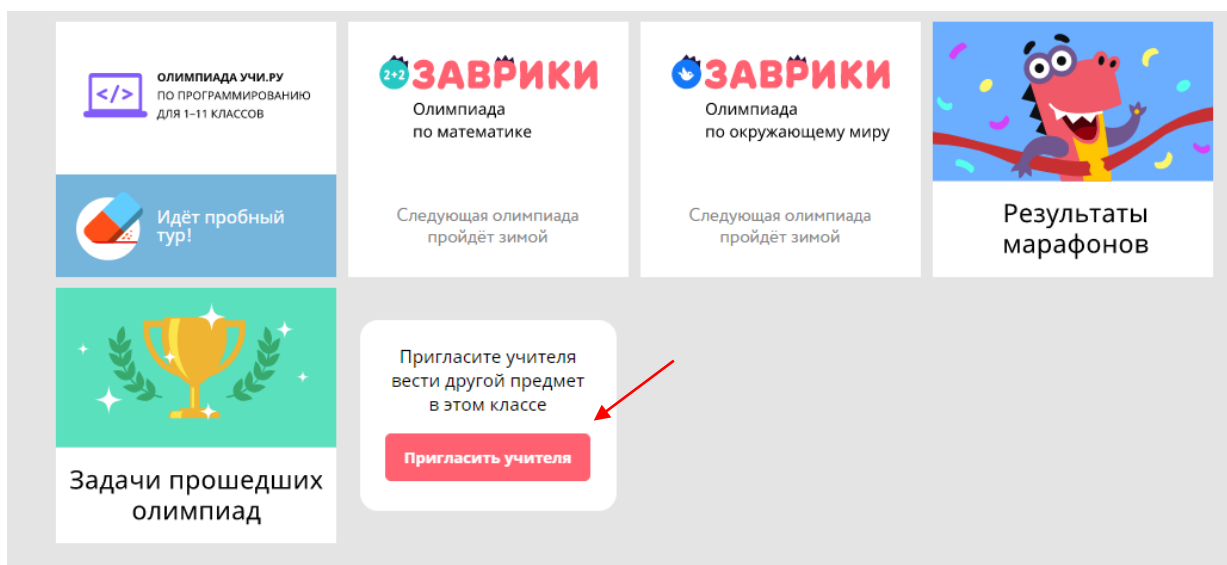 </>
ОЛИМПИАДА УЧИ.РУ
ПО ПРОГРАММИРОВАНИЮ
ДЛЯ 1–11 КЛАССОВ
Идёт пробный
тур!
2+2
ЗАВРИКИ
Олимпиада
по математике
Следующая олимпиада
пройдёт зимой
ЗАВРИКИ
Олимпиада
по окружающему миру
Следующая олимпиада
пройдёт зимой
Результаты
марафонов
Задачи прошедших
олимпиад
Пригласите учителя
вести другой предмет
в этом классе
Пригласить учителя